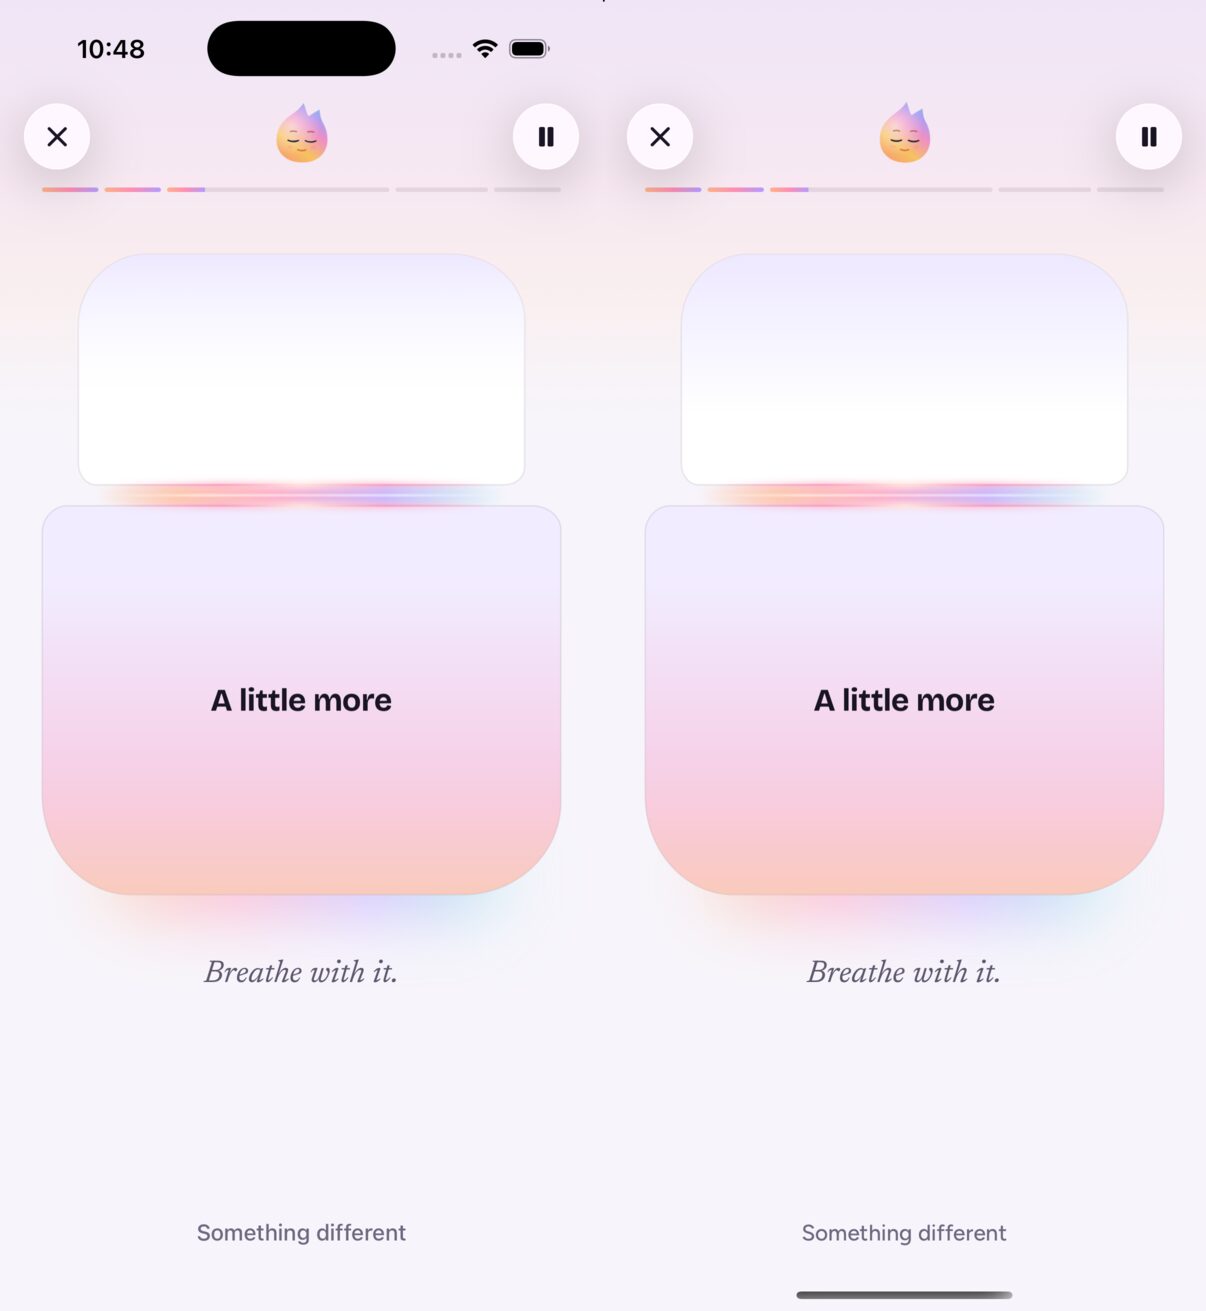 10:48
A little more
Breathe with it.
Something different
A little more
Breathe with it.
Something different